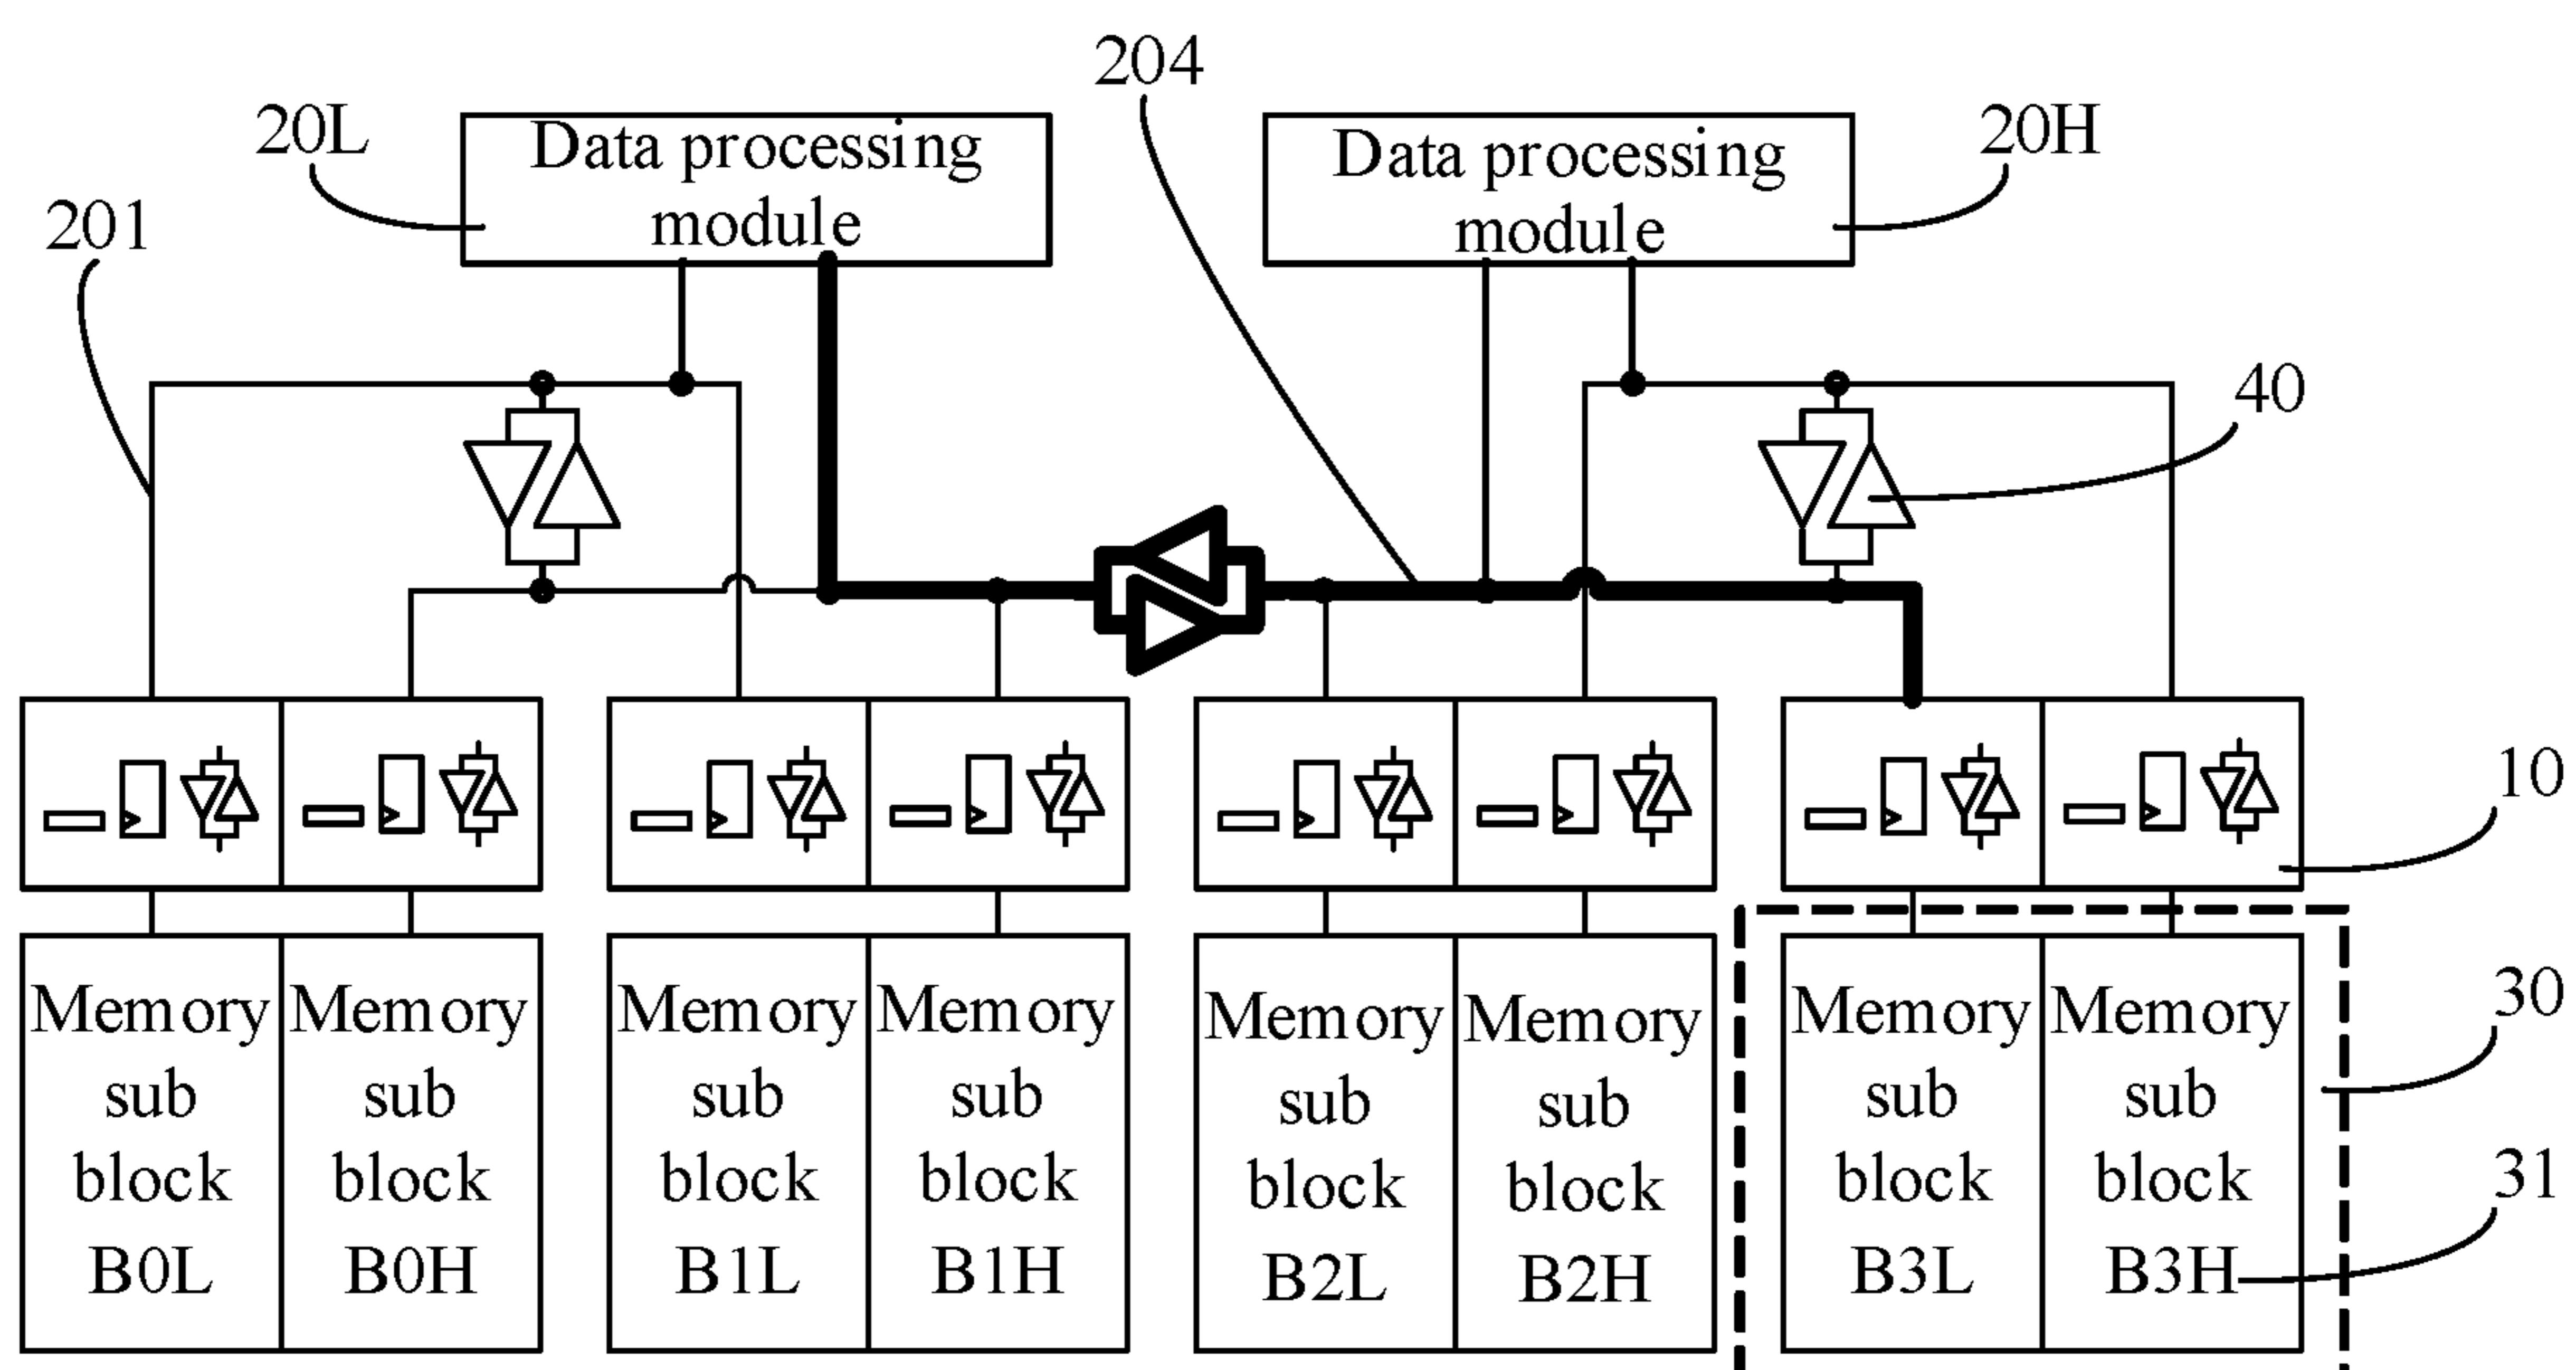 204
20L
Data processing
module
Data processing
module
20H
201
40
10
Memory
sub
block
B0L
Memory
sub
block
B0H
Memory
sub
block
B1L
Memory
sub
block
B1H
Memory
sub
block
B2L
Memory
sub
block
B2H
Memory
sub
block
B3L
Memory
sub
block
B3H
30
31